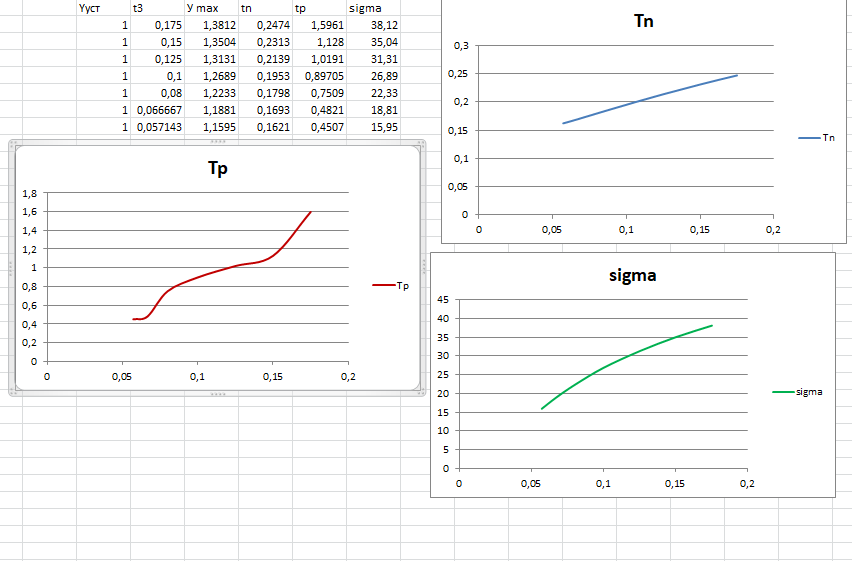 Yуст t3 У max tn tp sigma
1 0,175 1,3812 0,2474 1,5961 38,12
1 0,15 1,3504 0,2313 1,128 35,04
1 0,125 1,3131 0,2139 1,0191 31,31
1 0,1 1,2689 0,1953 0,89705 26,89
1 0,08 1,2233 0,1798 0,7509 22,33
1 0,066667 1,1881 0,1693 0,4821 18,81
1 0,057143 1,1595 0,1621 0,4507 15,95
Tn
0,3
0,25
0,2
0,15
0,1
0,05
0
0 0,05 0,1 0,15 0,2
Tn
Tp
1,8
1,6
1,4
1,2
1
0,8
0,6
0,4
0,2
0
0 0,05 0,1 0,15 0,2
Tp
sigma
45
40
35
30
25
20
15
10
5
0
0 0,05 0,1 0,15 0,2
sigma